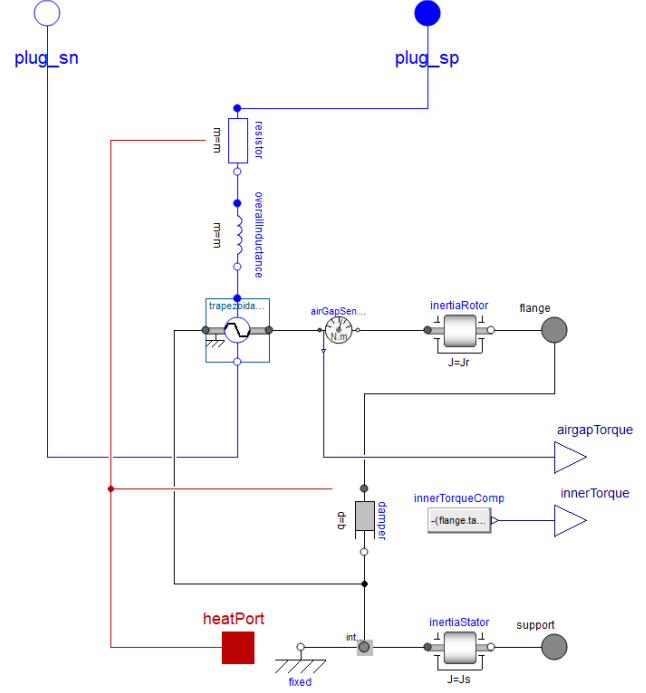 plug_sn
plug_sp
resistor
m=m
overallInductance
m=m
trapezoida...
airGapSen...
N.m
inertiaRotor
J=Jr
flange
airgapTorque
innerTorqueComp
-(flange.ta...
innerTorque
damper
d=b
heatPort
int...
fixed
inertiaStator
J=Js
support